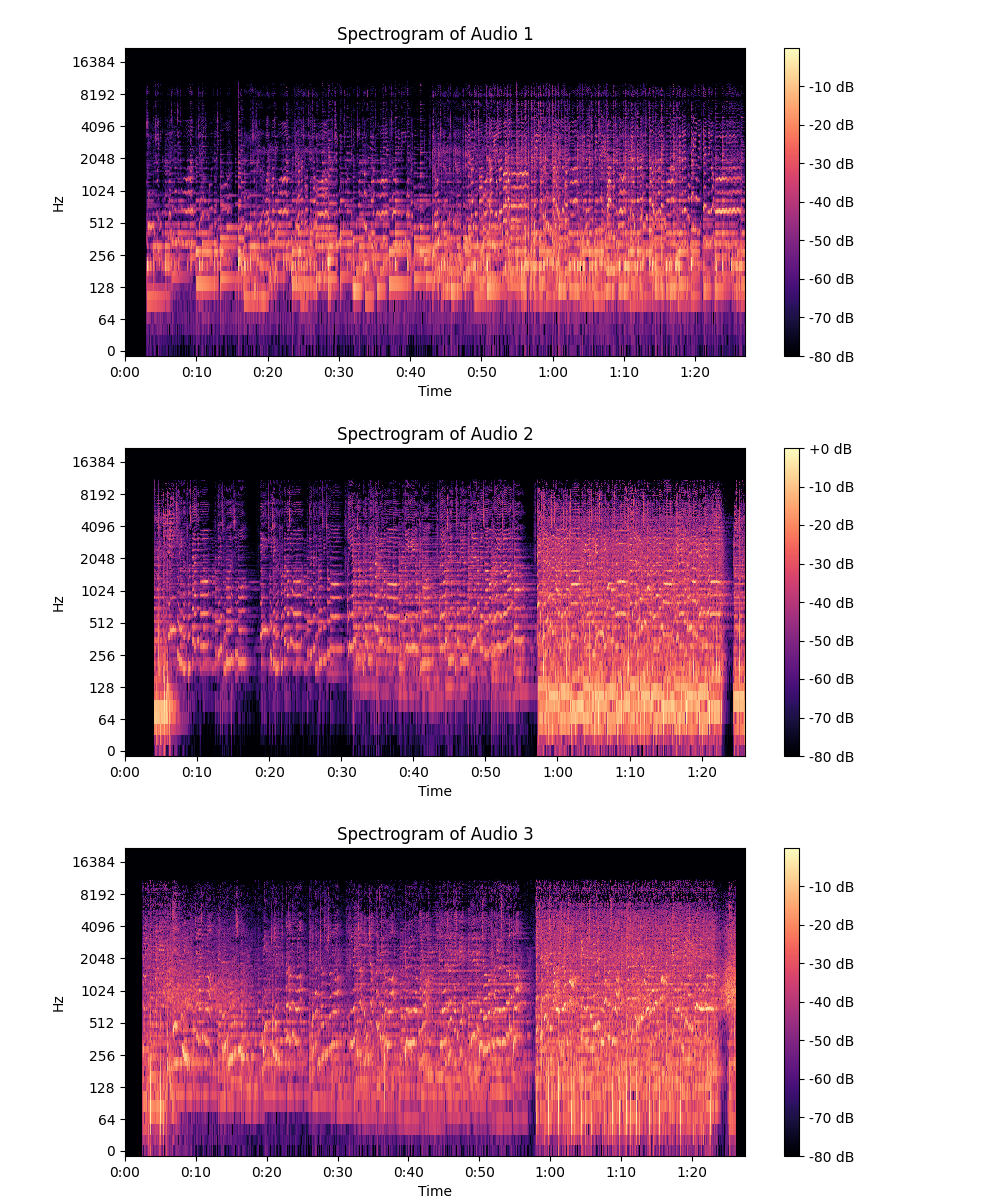 Spectrogram of Audio 1
16384
8192
4096
2048
1024
512
256
128
64
0
Hz
0:00 0:10 0:20 0:30 0:40 0:50 1:00 1:10 1:20
Time
-10 dB
-20 dB
-30 dB
-40 dB
-50 dB
-60 dB
-70 dB
-80 dB
Spectrogram of Audio 2
16384
8192
4096
2048
1024
512
256
128
64
0
Hz
0:00 0:10 0:20 0:30 0:40 0:50 1:00 1:10 1:20
Time
+0 dB
-10 dB
-20 dB
-30 dB
-40 dB
-50 dB
-60 dB
-70 dB
-80 dB
Spectrogram of Audio 3
16384
8192
4096
2048
1024
512
256
128
64
0
Hz
0:00 0:10 0:20 0:30 0:40 0:50 1:00 1:10 1:20
Time
-10 dB
-20 dB
-30 dB
-40 dB
-50 dB
-60 dB
-70 dB
-80 dB